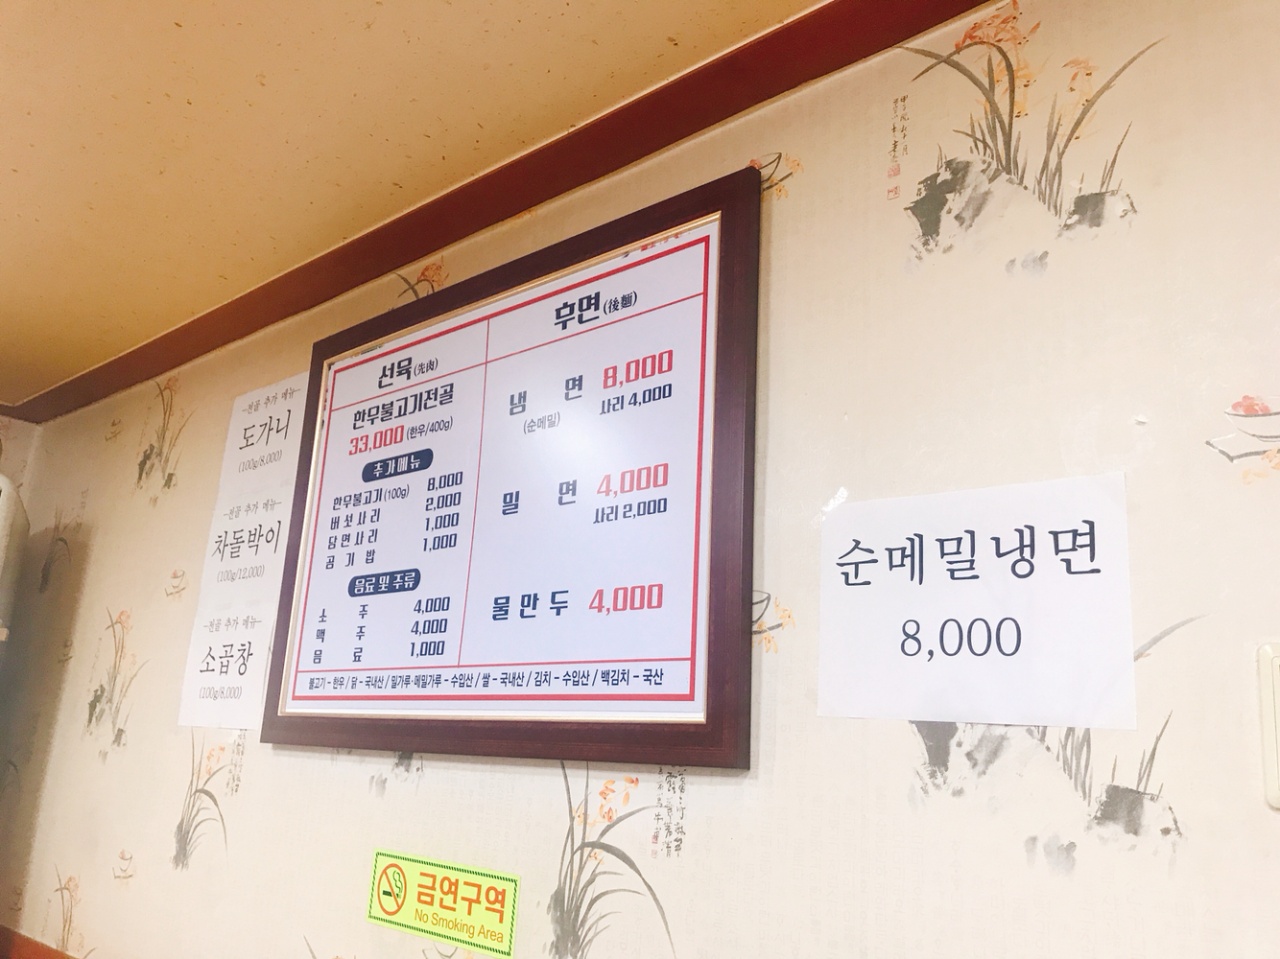 -전골 추가 메뉴-
도가니
(100g/8,000)
-전골 추가 메뉴-
차돌박이
(100g/12,000)
-전골 추가 메뉴-
소곱창
(100g/8,000)
선육(先肉)
한무불고기전골
33,000 (한우/400g)
추가메뉴
한무불고기(100g) 8,000
버섯사리 2,000
당면사리 1,000
공기밥 1,000
음료 및 주류
소주 4,000
맥주 4,000
음료 1,000
후면(後麵)
냉면 8,000
(순메밀) 사리 4,000
밀면 4,000
사리 2,000
물만두 4,000
불고기 - 한우 / 닭 - 국내산 / 밀가루·메밀가루 - 수입산 / 쌀 - 국내산 / 김치 - 수입산 / 백김치 - 국산
순메밀냉면
8,000
금연구역
No Smoking Area